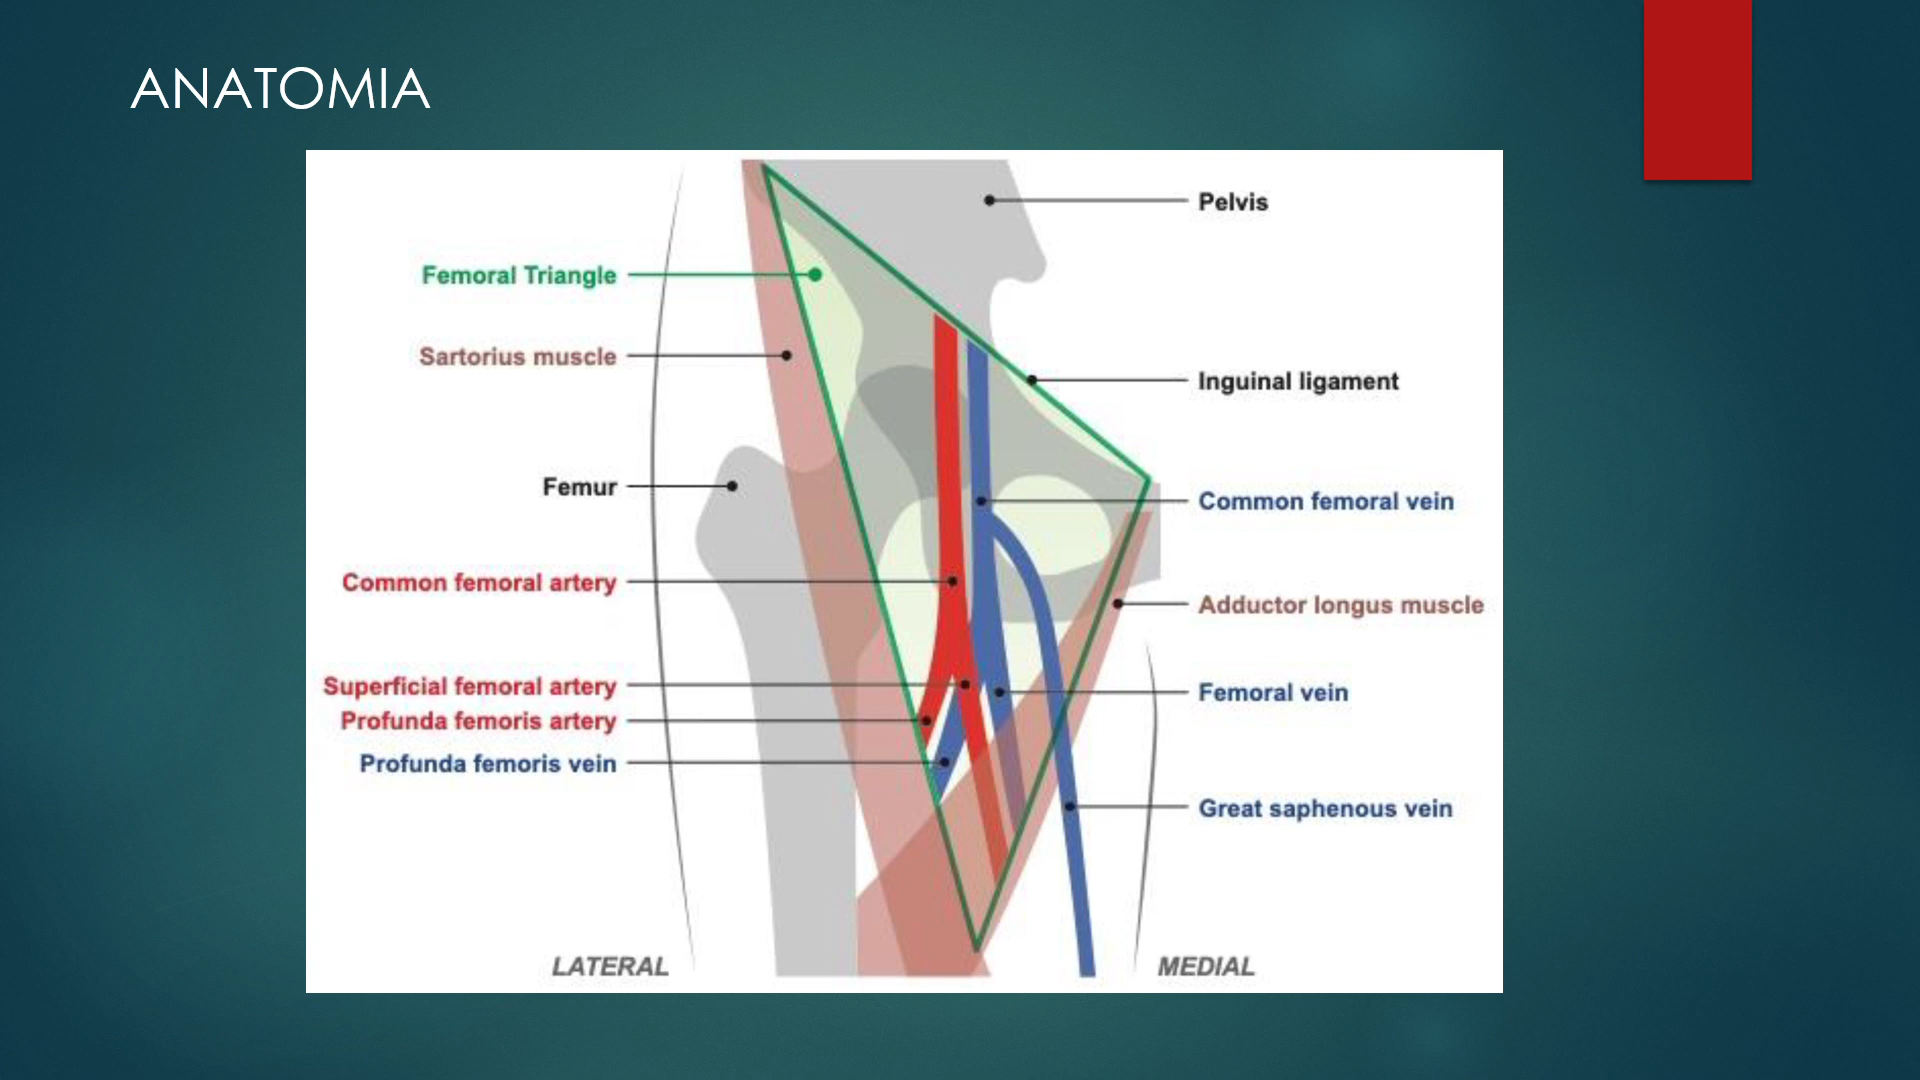 ANATOMIA
Pelvis
Femoral Triangle
Sartorius muscle
Inguinal ligament
Femur
Common femoral vein
Common femoral artery
Adductor longus muscle
Superficial femoral artery
Femoral vein
Profunda femoris artery
Profunda femoris vein
Great saphenous vein
LATERAL
MEDIAL